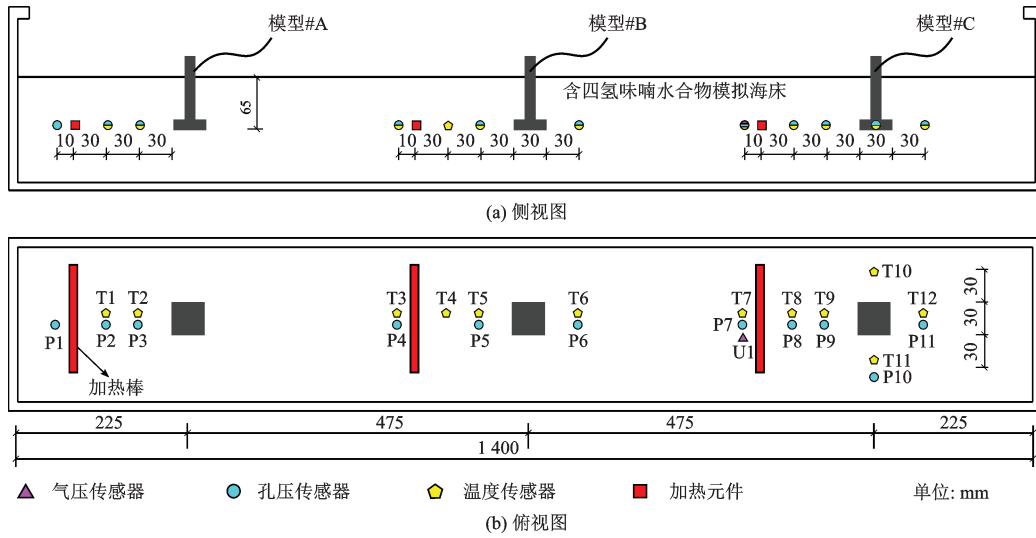 模型#A
模型#B
模型#C
含四氢呋喃水合物模拟海床
65
10 30 30 30
10 30 30 30 30 30
10 30 30 30 30 30
(a) 侧视图
T10
T1 T2 T3 T4 T5 T6 T7 T8 T9 T12
P1 P2 P3 P4 P5 P6 P7 P8 P9 P11
U1
T11
P10
30
30
30
加热棒
225 475 475 225
1 400
气压传感器 孔压传感器 温度传感器 加热元件 单位: mm
(b) 俯视图